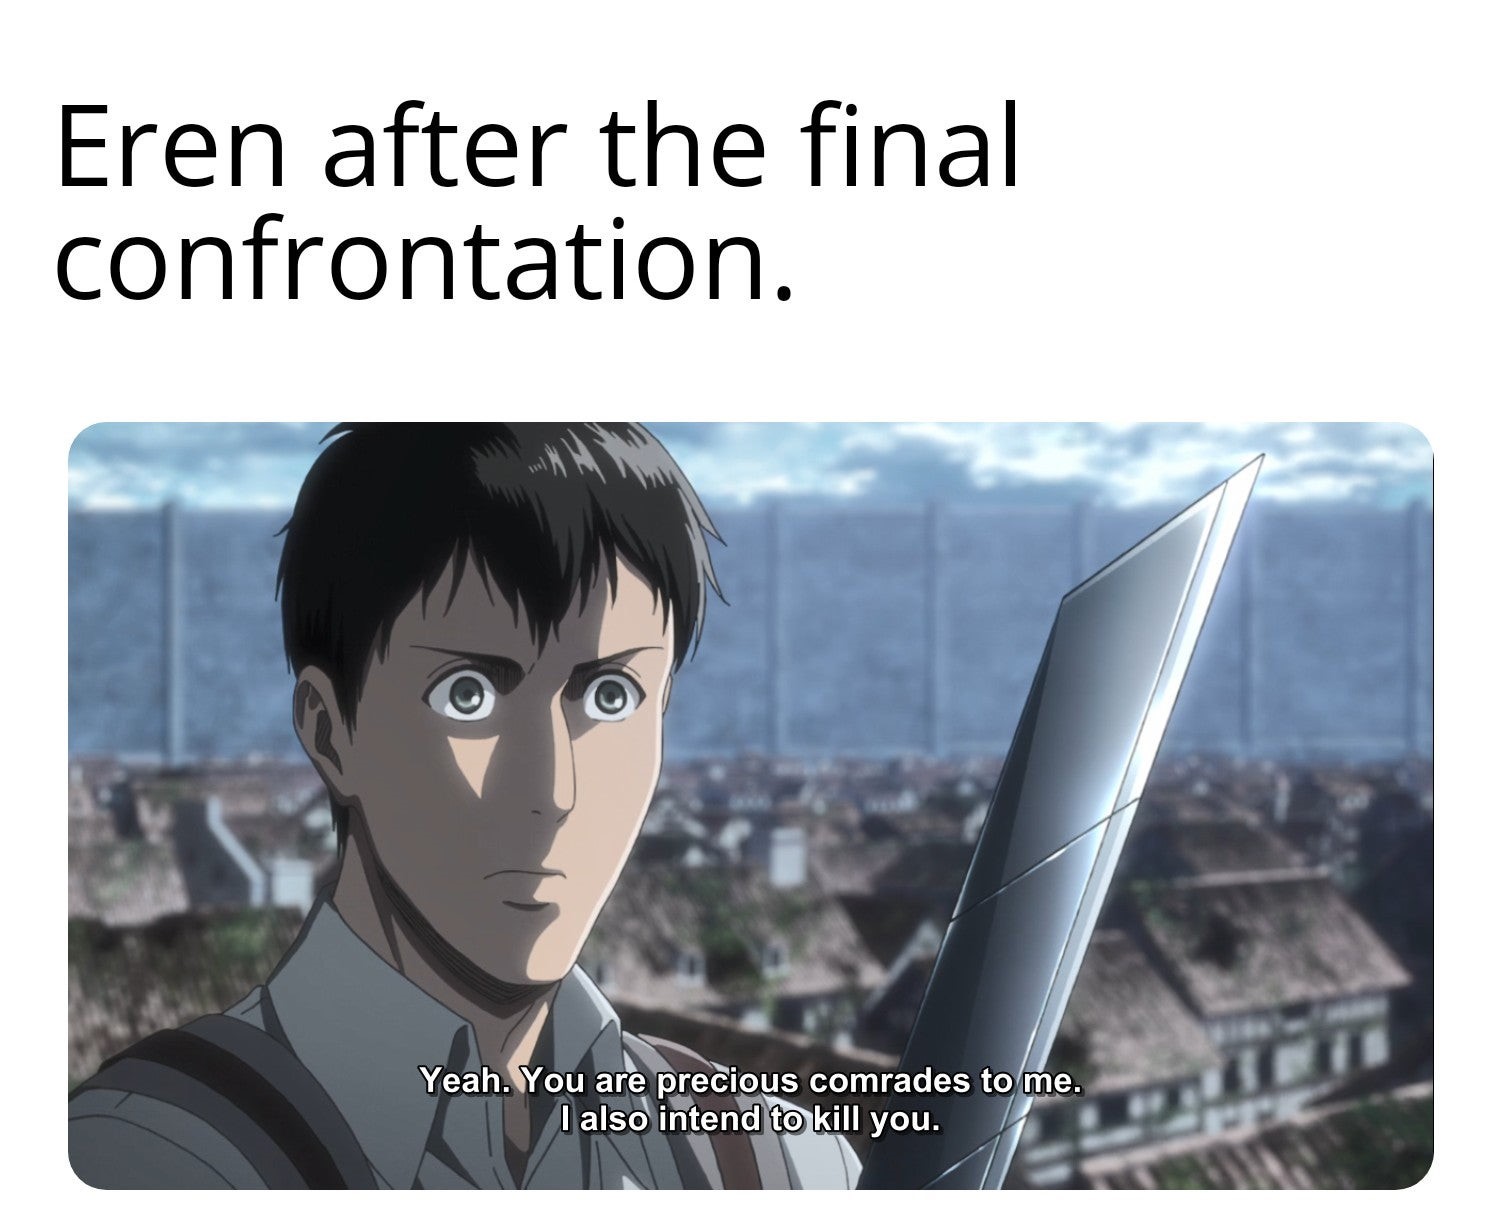 Eren after the final
confrontation.
Yeah. You are precious comrades to me.
I also intend to kill you.